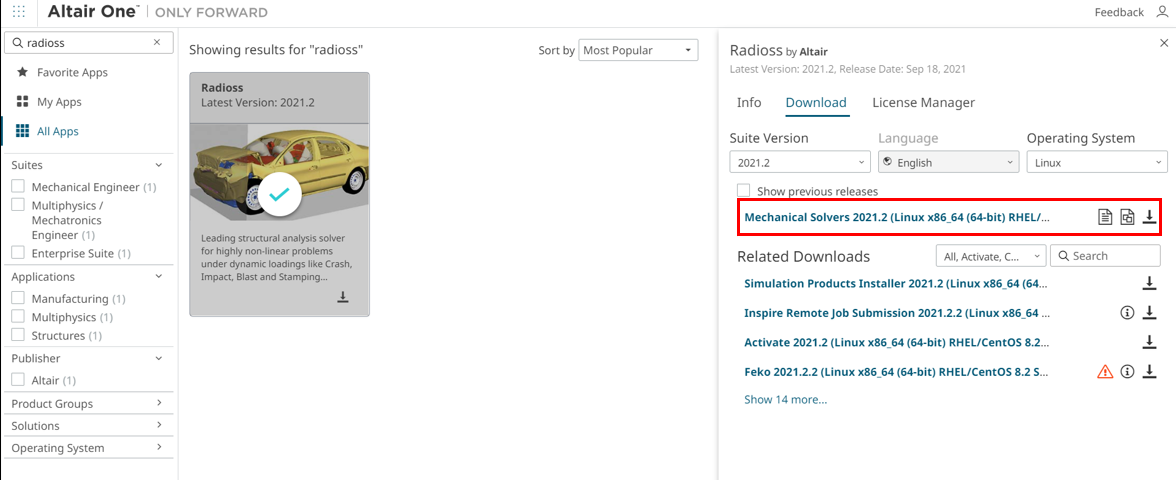 Altair One™ | ONLY FORWARD
Feedback
radioss
Favorite Apps
My Apps
All Apps
Suites
Mechanical Engineer (1)
Multiphysics /
Mechatronics
Engineer (1)
Enterprise Suite (1)
Applications
Manufacturing (1)
Multiphysics (1)
Structures (1)
Publisher
Altair (1)
Product Groups
Solutions
Operating System
Showing results for "radioss"
Sort by Most Popular
Radioss
Latest Version: 2021.2
Leading structural analysis solver
for highly non-linear problems
under dynamic loadings like Crash,
Impact, Blast and Stamping...
Radioss by Altair
Latest Version: 2021.2, Release Date: Sep 18, 2021
Info Download License Manager
Suite Version Language Operating System
2021.2 English Linux
Show previous releases
Mechanical Solvers 2021.2 (Linux x86_64 (64-bit) RHEL/...
Related Downloads All, Activate, C... Search
Simulation Products Installer 2021.2 (Linux x86_64 (64...
Inspire Remote Job Submission 2021.2.2 (Linux x86_64 ...
Activate 2021.2 (Linux x86_64 (64-bit) RHEL/CentOS 8.2...
Feko 2021.2.2 (Linux x86_64 (64-bit) RHEL/CentOS 8.2 S...
Show 14 more...